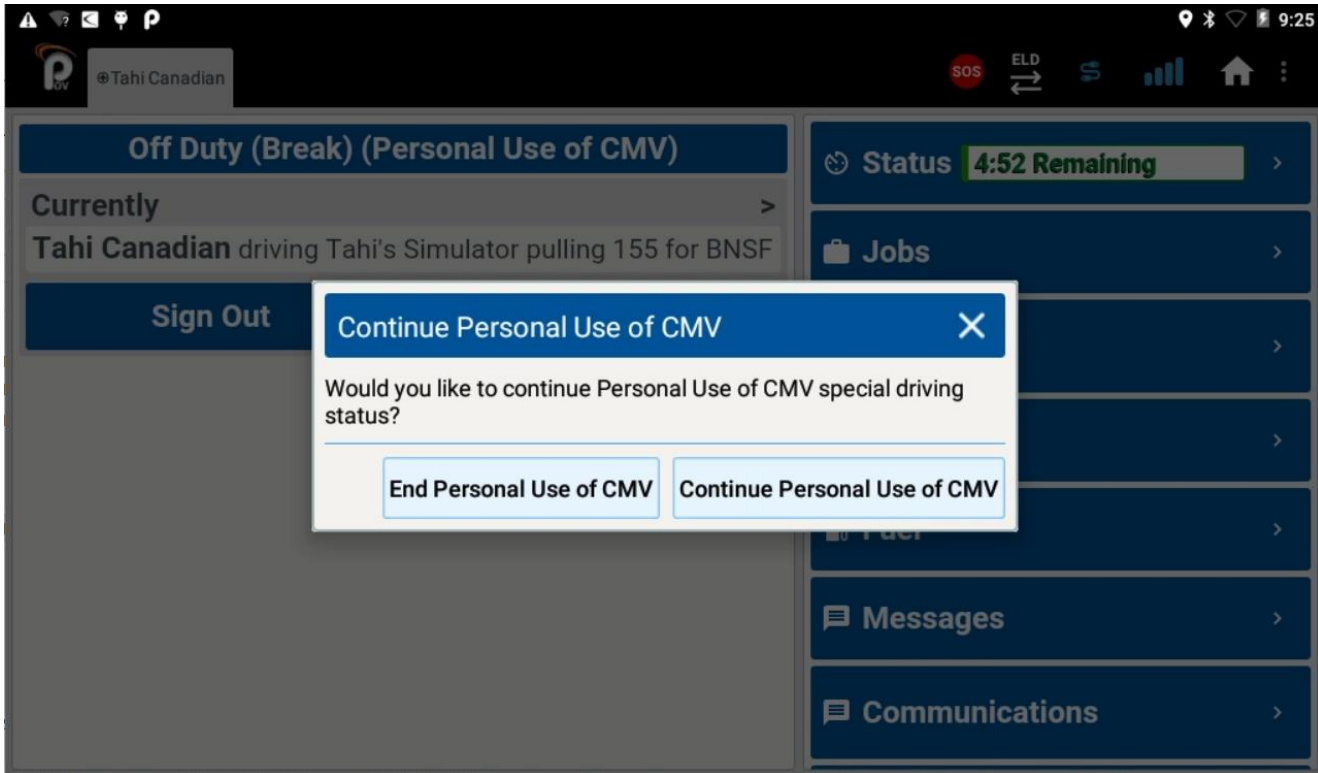 9:25
POV
Tahi Canadian
SOS
ELD
Off Duty (Break) (Personal Use of CMV)
Status 4:52 Remaining
Currently >
Tahi Canadian driving Tahi's Simulator pulling 155 for BNSF
Jobs
Sign Out
Continue Personal Use of CMV
Would you like to continue Personal Use of CMV special driving
status?
End Personal Use of CMV Continue Personal Use of CMV
Fuel
Messages
Communications